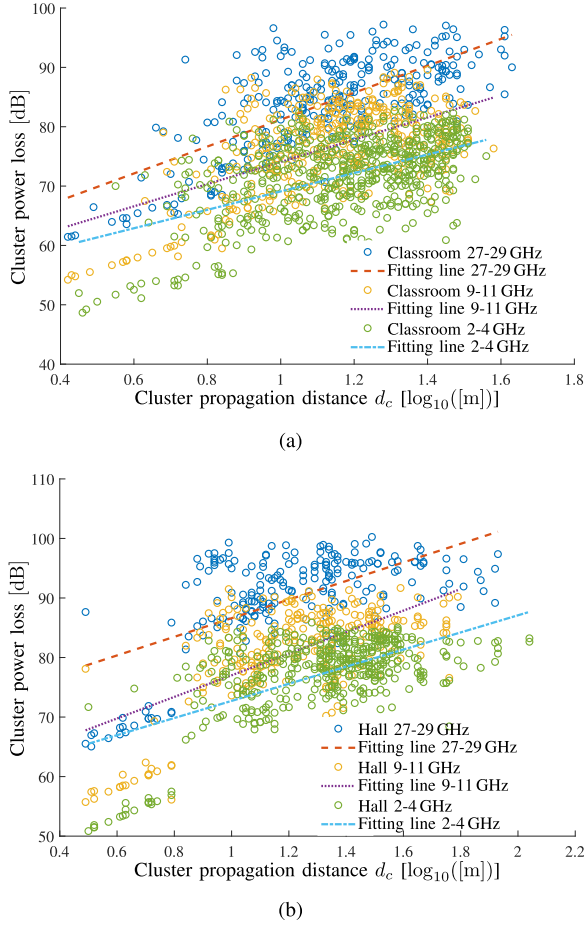 100
90
80
70
60
50
40
0.4 0.6 0.8 1 1.2 1.4 1.6 1.8
Cluster power loss [dB]
Cluster propagation distance d_c [log_10([m])]
Classroom 27-29 GHz
Fitting line 27-29 GHz
Classroom 9-11 GHz
Fitting line 9-11 GHz
Classroom 2-4 GHz
Fitting line 2-4 GHz
(a)
110
100
90
80
70
60
50
0.4 0.6 0.8 1 1.2 1.4 1.6 1.8 2 2.2
Cluster power loss [dB]
Cluster propagation distance d_c [log_10([m])]
Hall 27-29 GHz
Fitting line 27-29 GHz
Hall 9-11 GHz
Fitting line 9-11 GHz
Hall 2-4 GHz
Fitting line 2-4 GHz
(b)